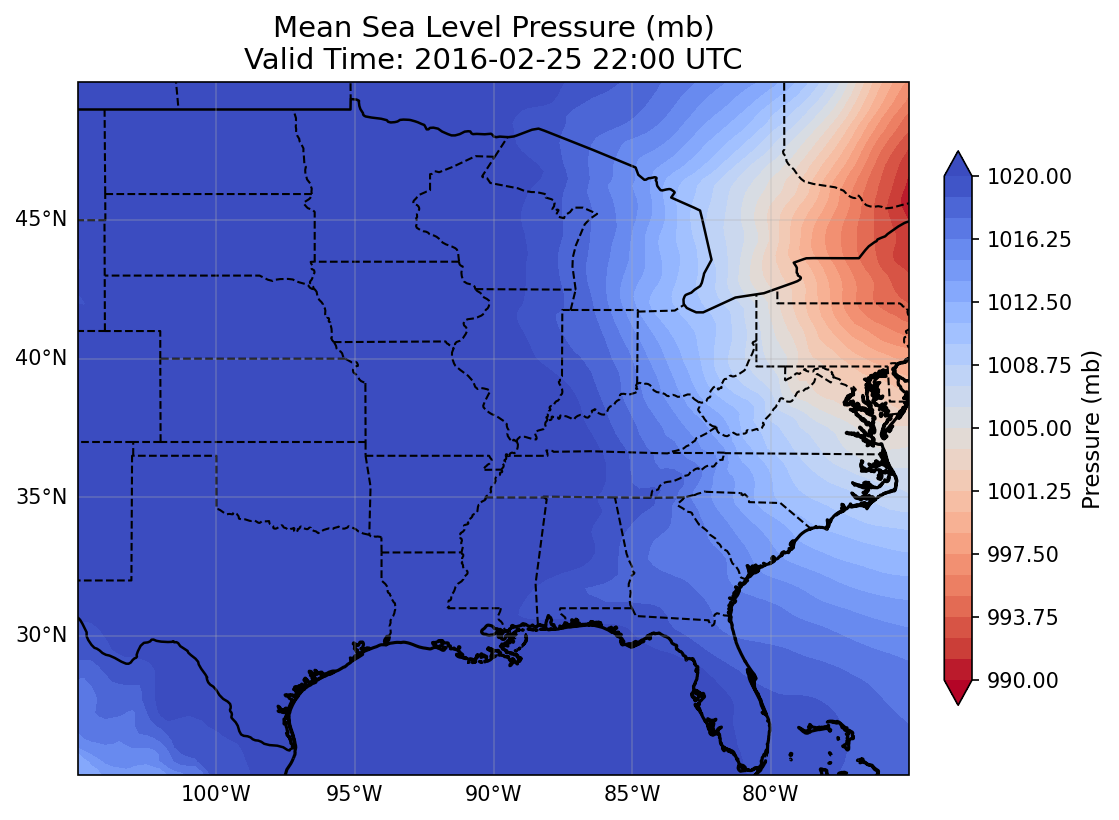 Mean Sea Level Pressure (mb)
Valid Time: 2016-02-25 22:00 UTC
45°N
40°N
35°N
30°N
100°W
95°W
90°W
85°W
80°W
1020.00
1016.25
1012.50
1008.75
1005.00
1001.25
997.50
993.75
990.00
Pressure (mb)